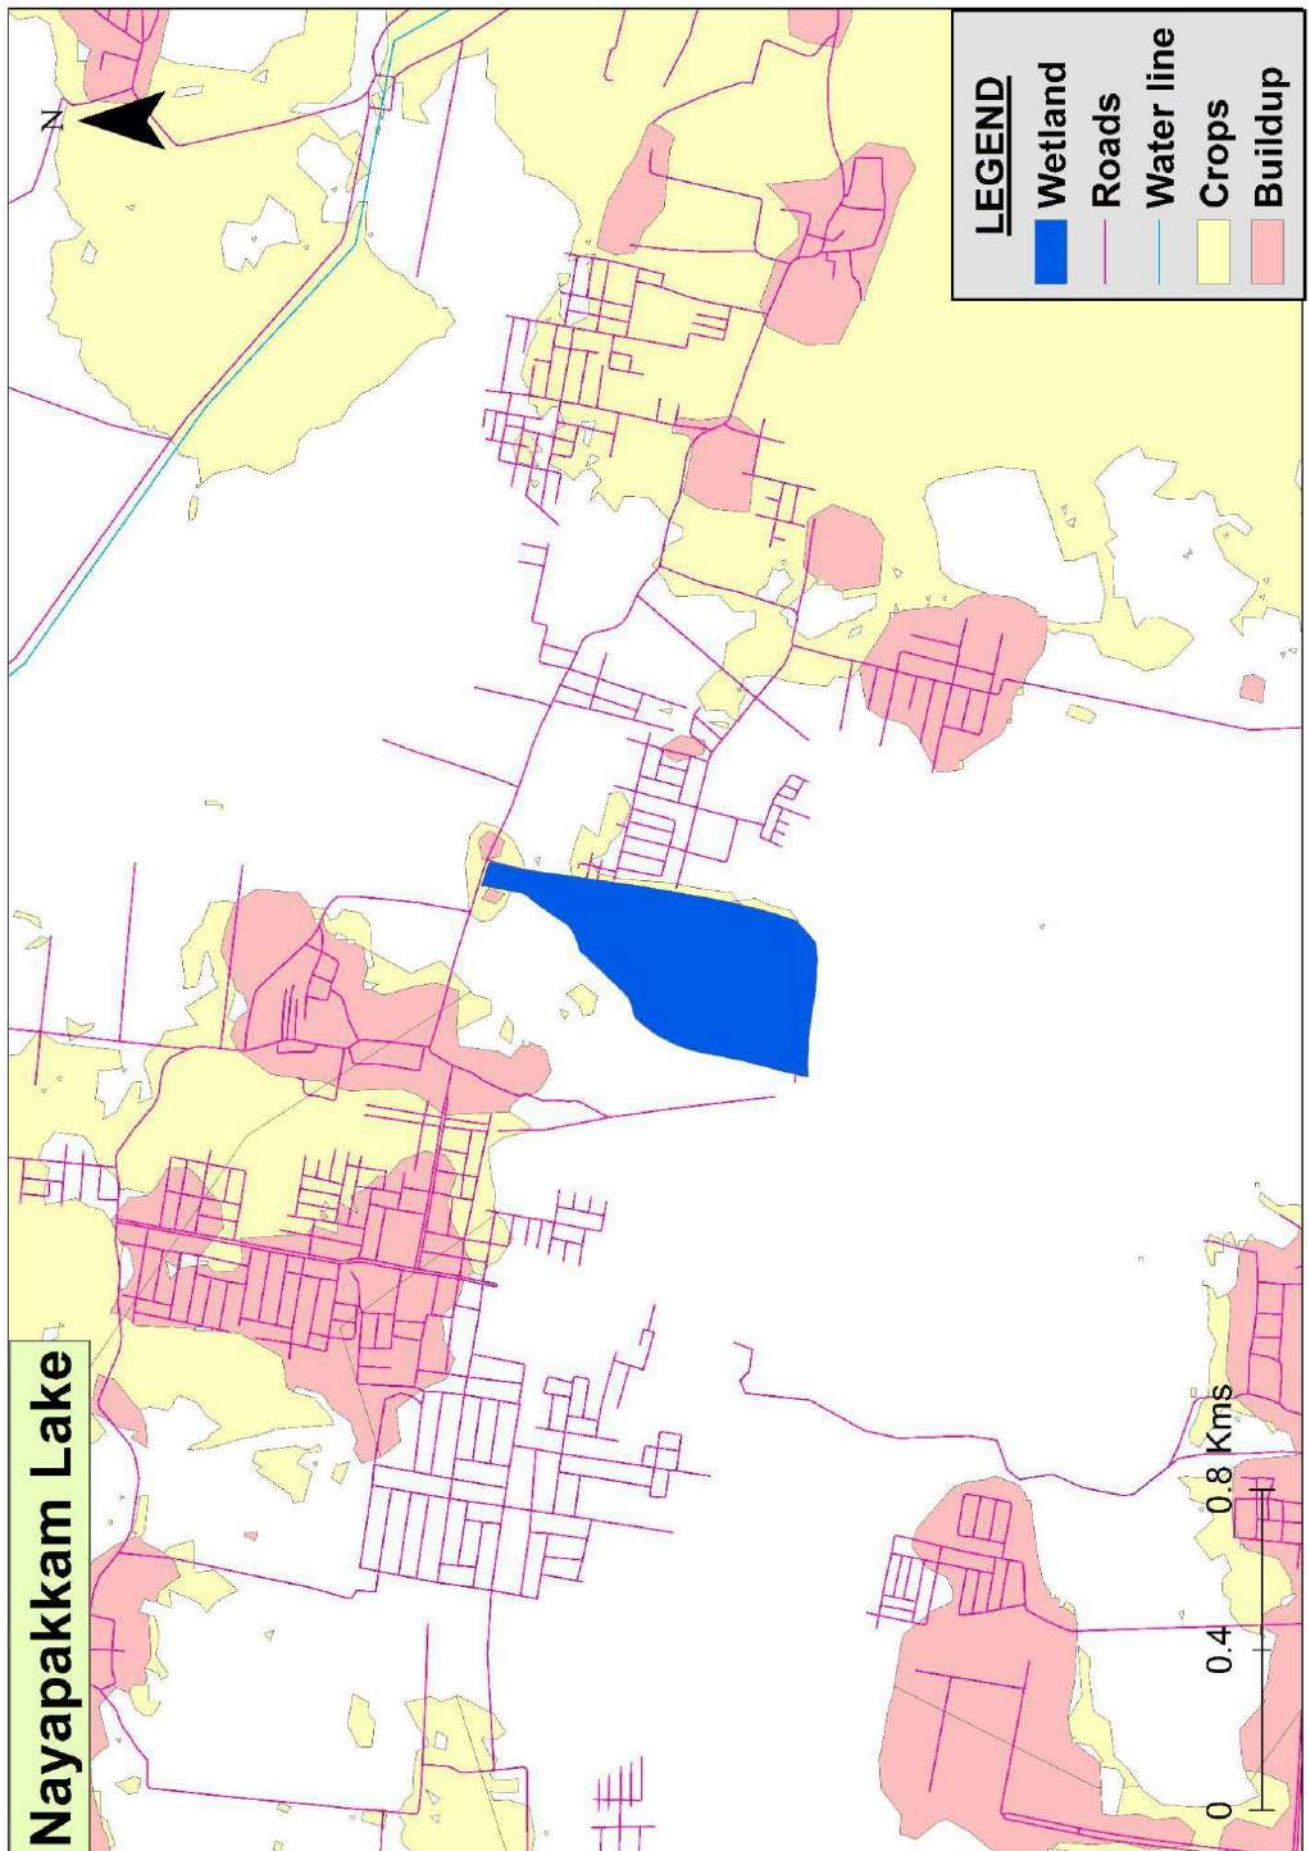 Nayapakkam Lake
N
LEGEND
Wetland
Roads
Water line
Crops
Buildup
0 0.4 0.8 Kms